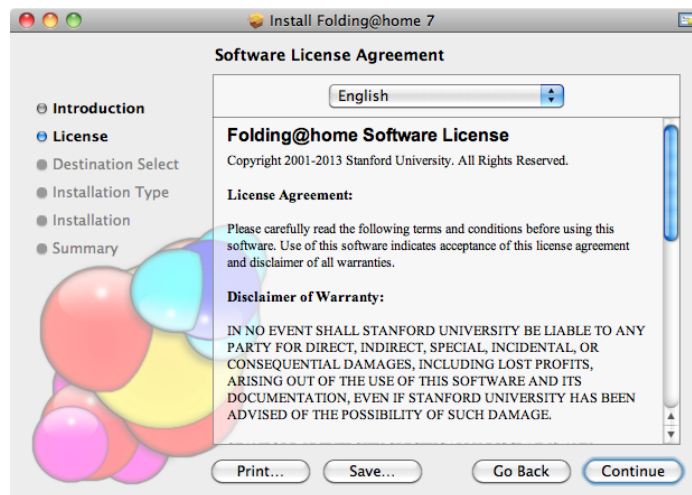 Install Folding@home 7
Software License Agreement
Introduction
License
Destination Select
Installation Type
Installation
Summary
English
Folding@home Software License
Copyright 2001-2013 Stanford University. All Rights Reserved.
License Agreement:
Please carefully read the following terms and conditions before using this
software. Use of this software indicates acceptance of this license agreement
and disclaimer of all warranties.
Disclaimer of Warranty:
IN NO EVENT SHALL STANFORD UNIVERSITY BE LIABLE TO ANY
PARTY FOR DIRECT, INDIRECT, SPECIAL, INCIDENTAL, OR
CONSEQUENTIAL DAMAGES, INCLUDING LOST PROFITS,
ARISING OUT OF THE USE OF THIS SOFTWARE AND ITS
DOCUMENTATION, EVEN IF STANFORD UNIVERSITY HAS BEEN
ADVISED OF THE POSSIBILITY OF SUCH DAMAGE.
Print... Save... Go Back Continue